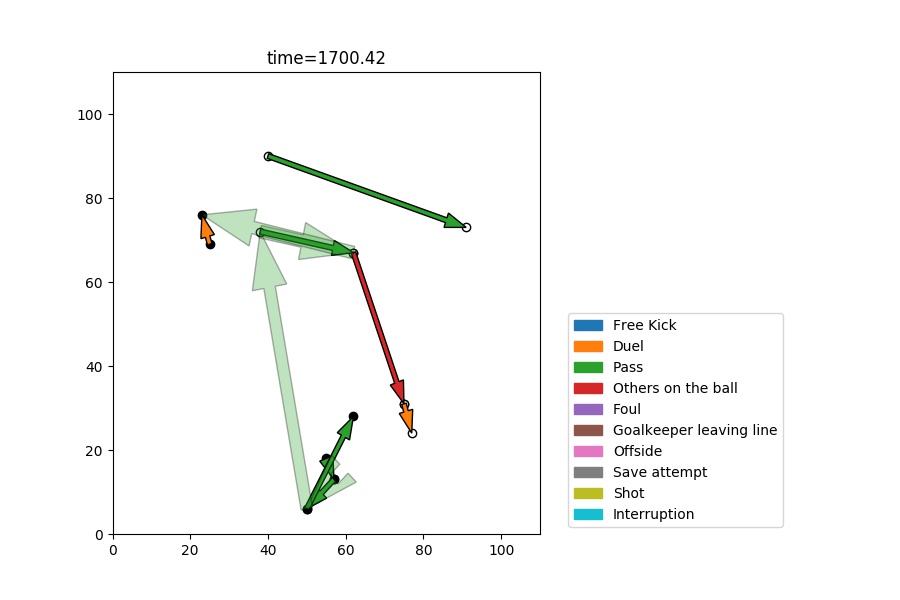 time=1700.42
100
80
60
40
20
0
0 20 40 60 80 100
Free Kick
Duel
Pass
Others on the ball
Foul
Goalkeeper leaving line
Offside
Save attempt
Shot
Interruption